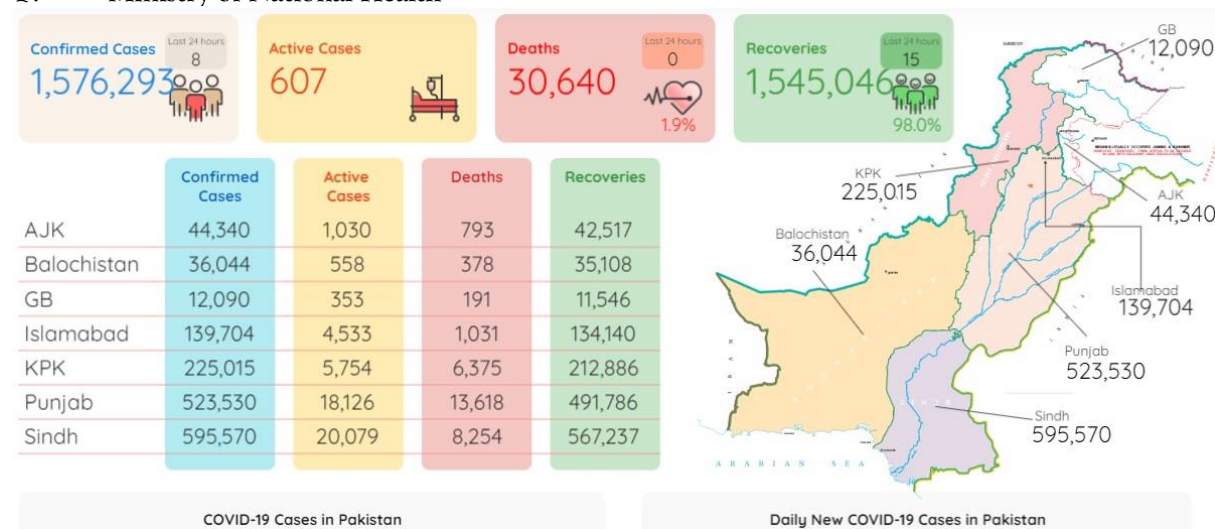 Ministry of National Health
Confirmed Cases
Last 24 hours
8
1,576,293
Active Cases
607
Deaths
Last 24 hours
0
30,640
1.9%
Recoveries
Last 24 hours
15
1,545,046
98.0%
Confirmed Cases Active Cases Deaths Recoveries
AJK 44,340 1,030 793 42,517
Balochistan 36,044 558 378 35,108
GB 12,090 353 191 11,546
Islamabad 139,704 4,533 1,031 134,140
KPK 225,015 5,754 6,375 212,886
Punjab 523,530 18,126 13,618 491,786
Sindh 595,570 20,079 8,254 567,237
GB
12,090
KPK
225,015
AJK
44,340
Balochistan
36,044
Islamabad
139,704
Punjab
523,530
Sindh
595,570
ARABIAN SEA
COVID-19 Cases in Pakistan
Daily New COVID-19 Cases in Pakistan